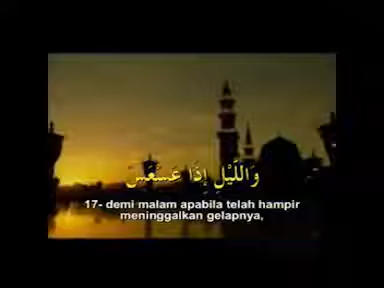 وَاللَّيْلِ إِذَا عَسْعَسَ
17- demi malam apabila telah hampir
meninggalkan gelapnya,